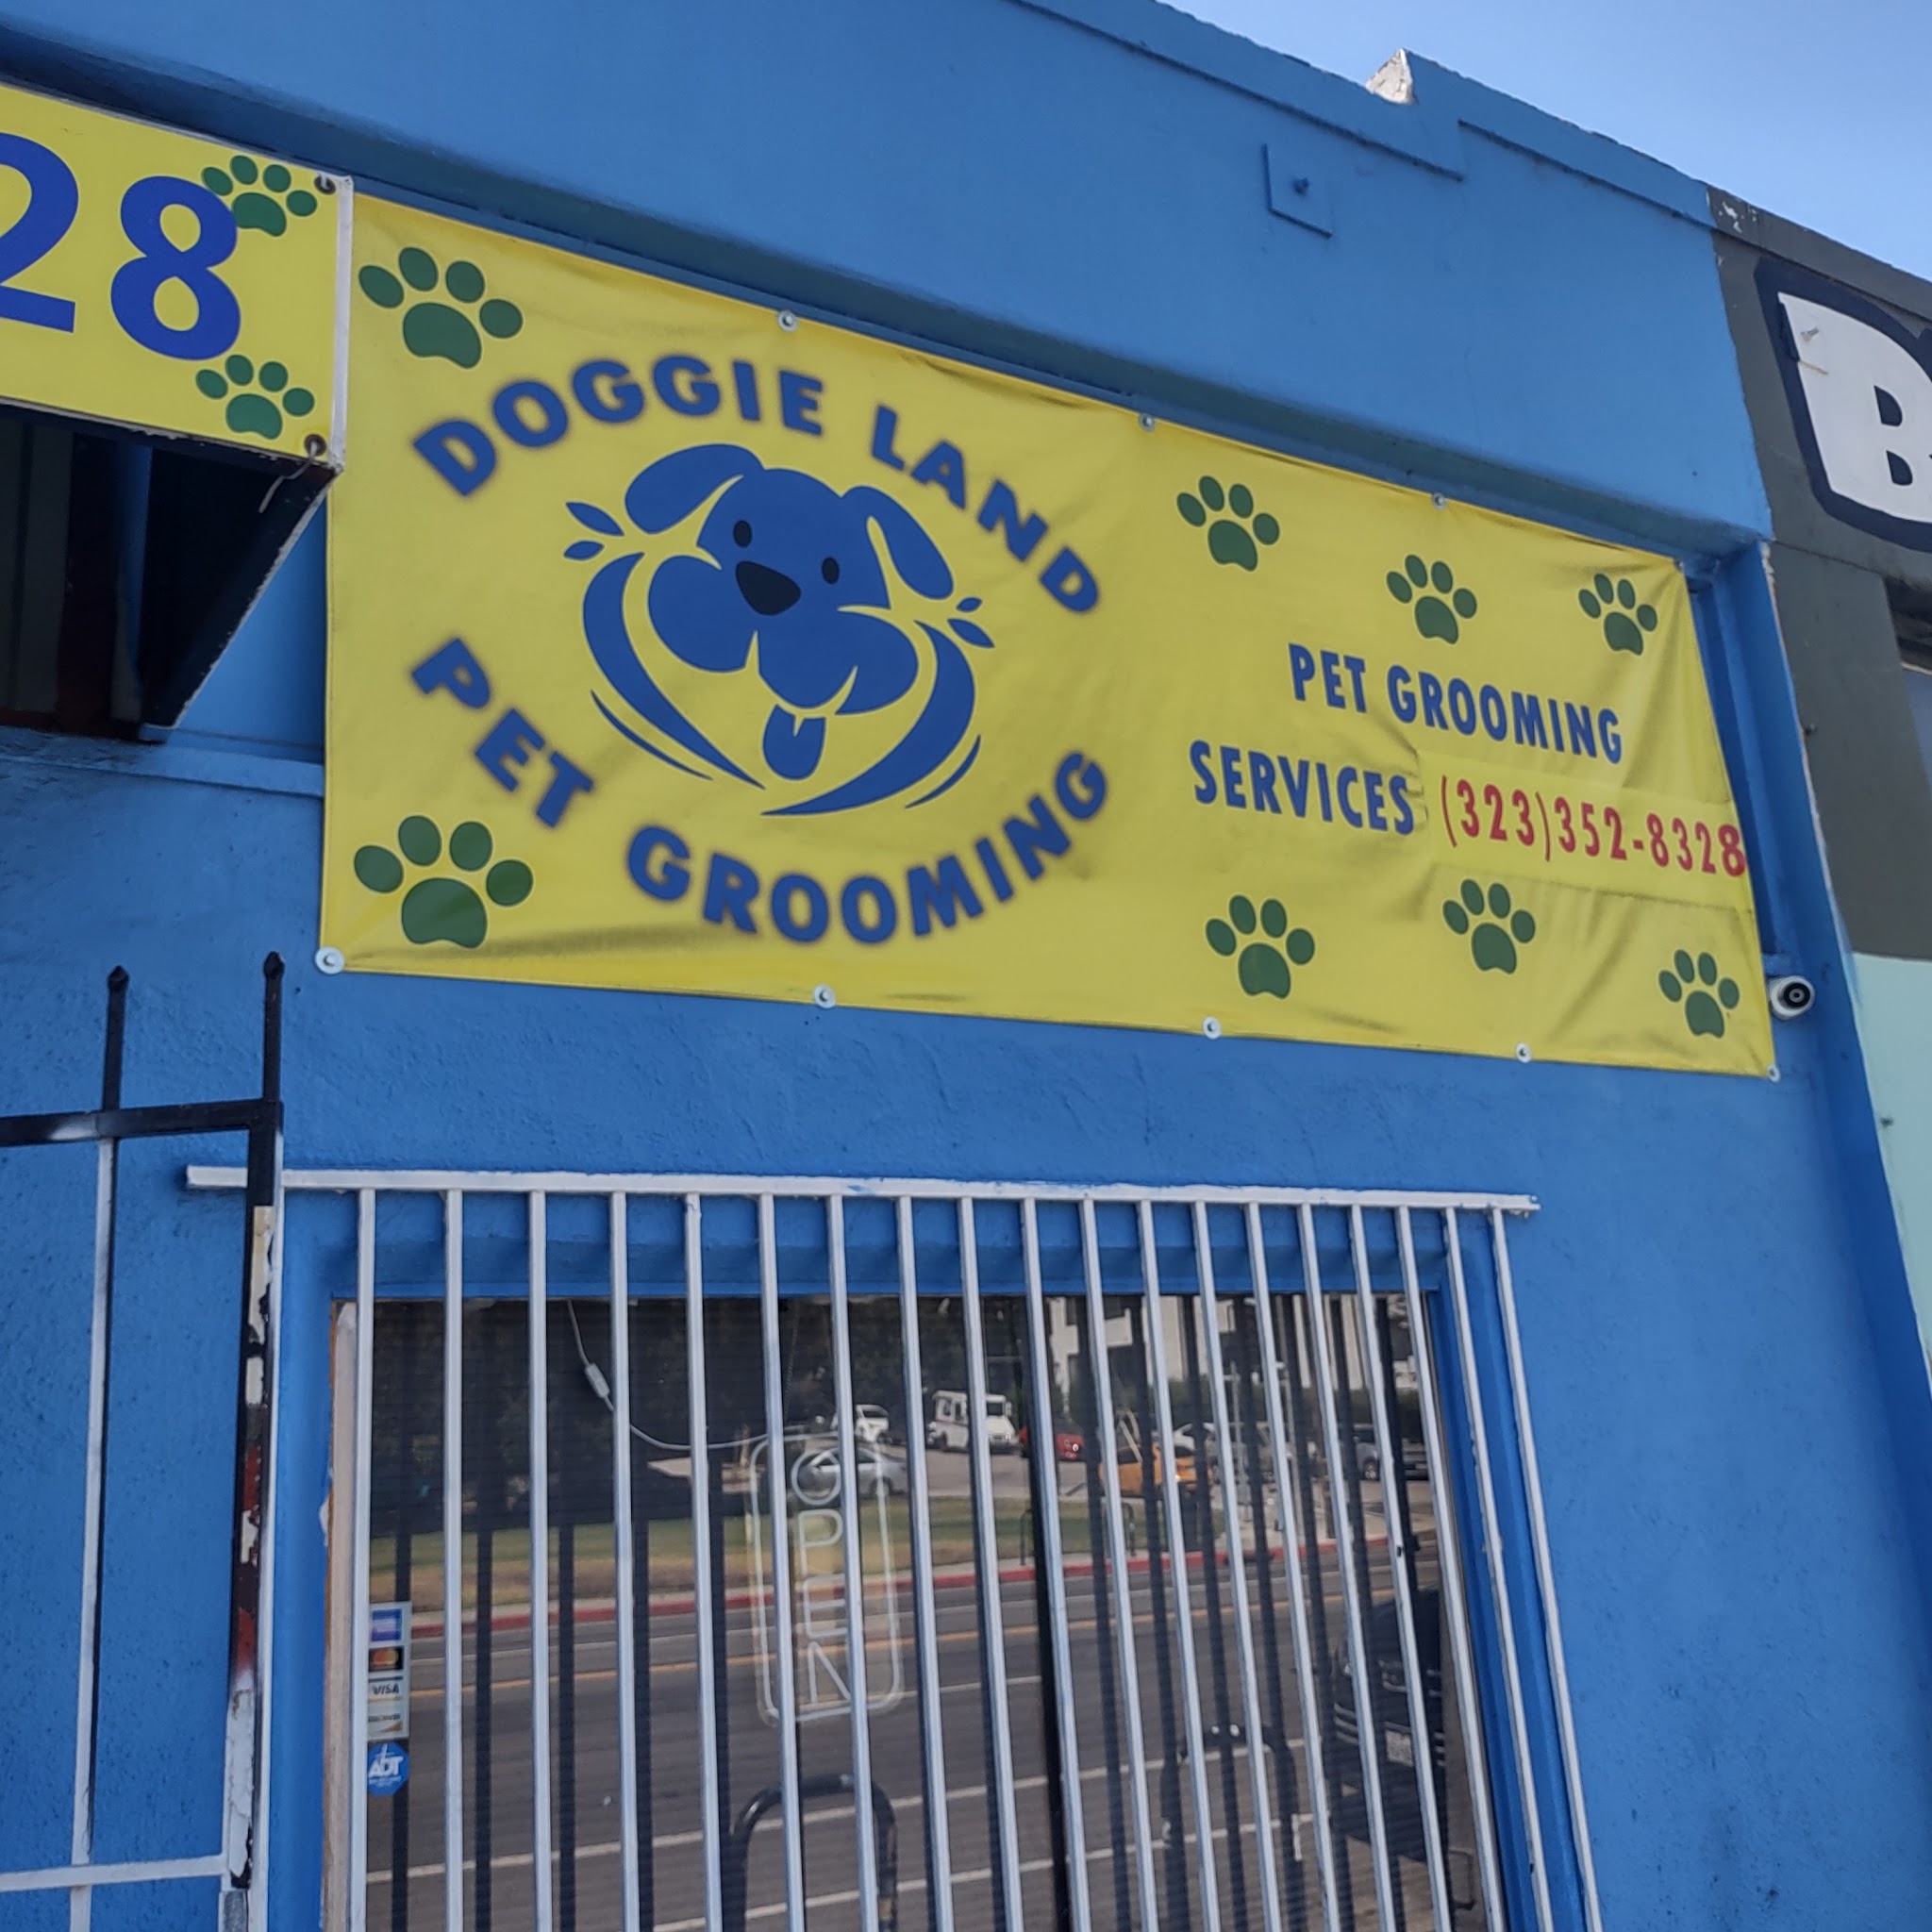 28
DOGGIE LAND
PET GROOMING
PET GROOMING
SERVICES (323)352-8328
B
OPEN
VISA
ADT